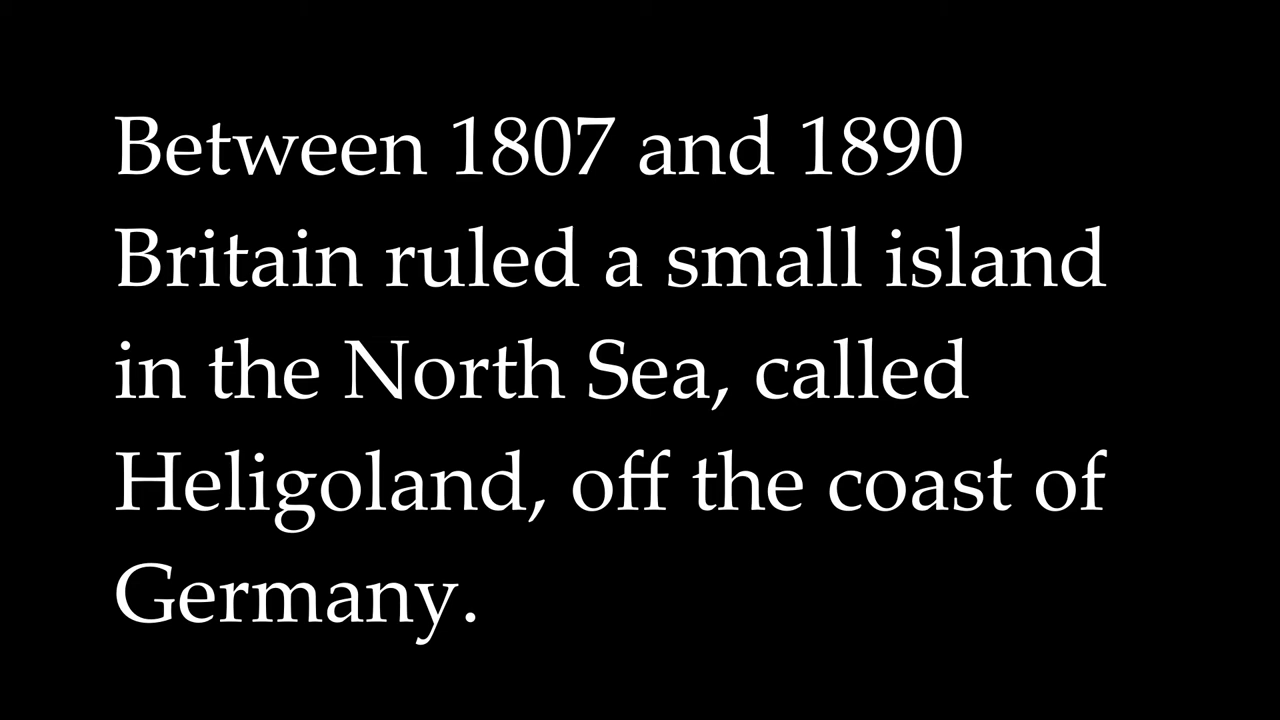 Between 1807 and 1890
Britain ruled a small island
in the North Sea, called
Heligoland, off the coast of
Germany.